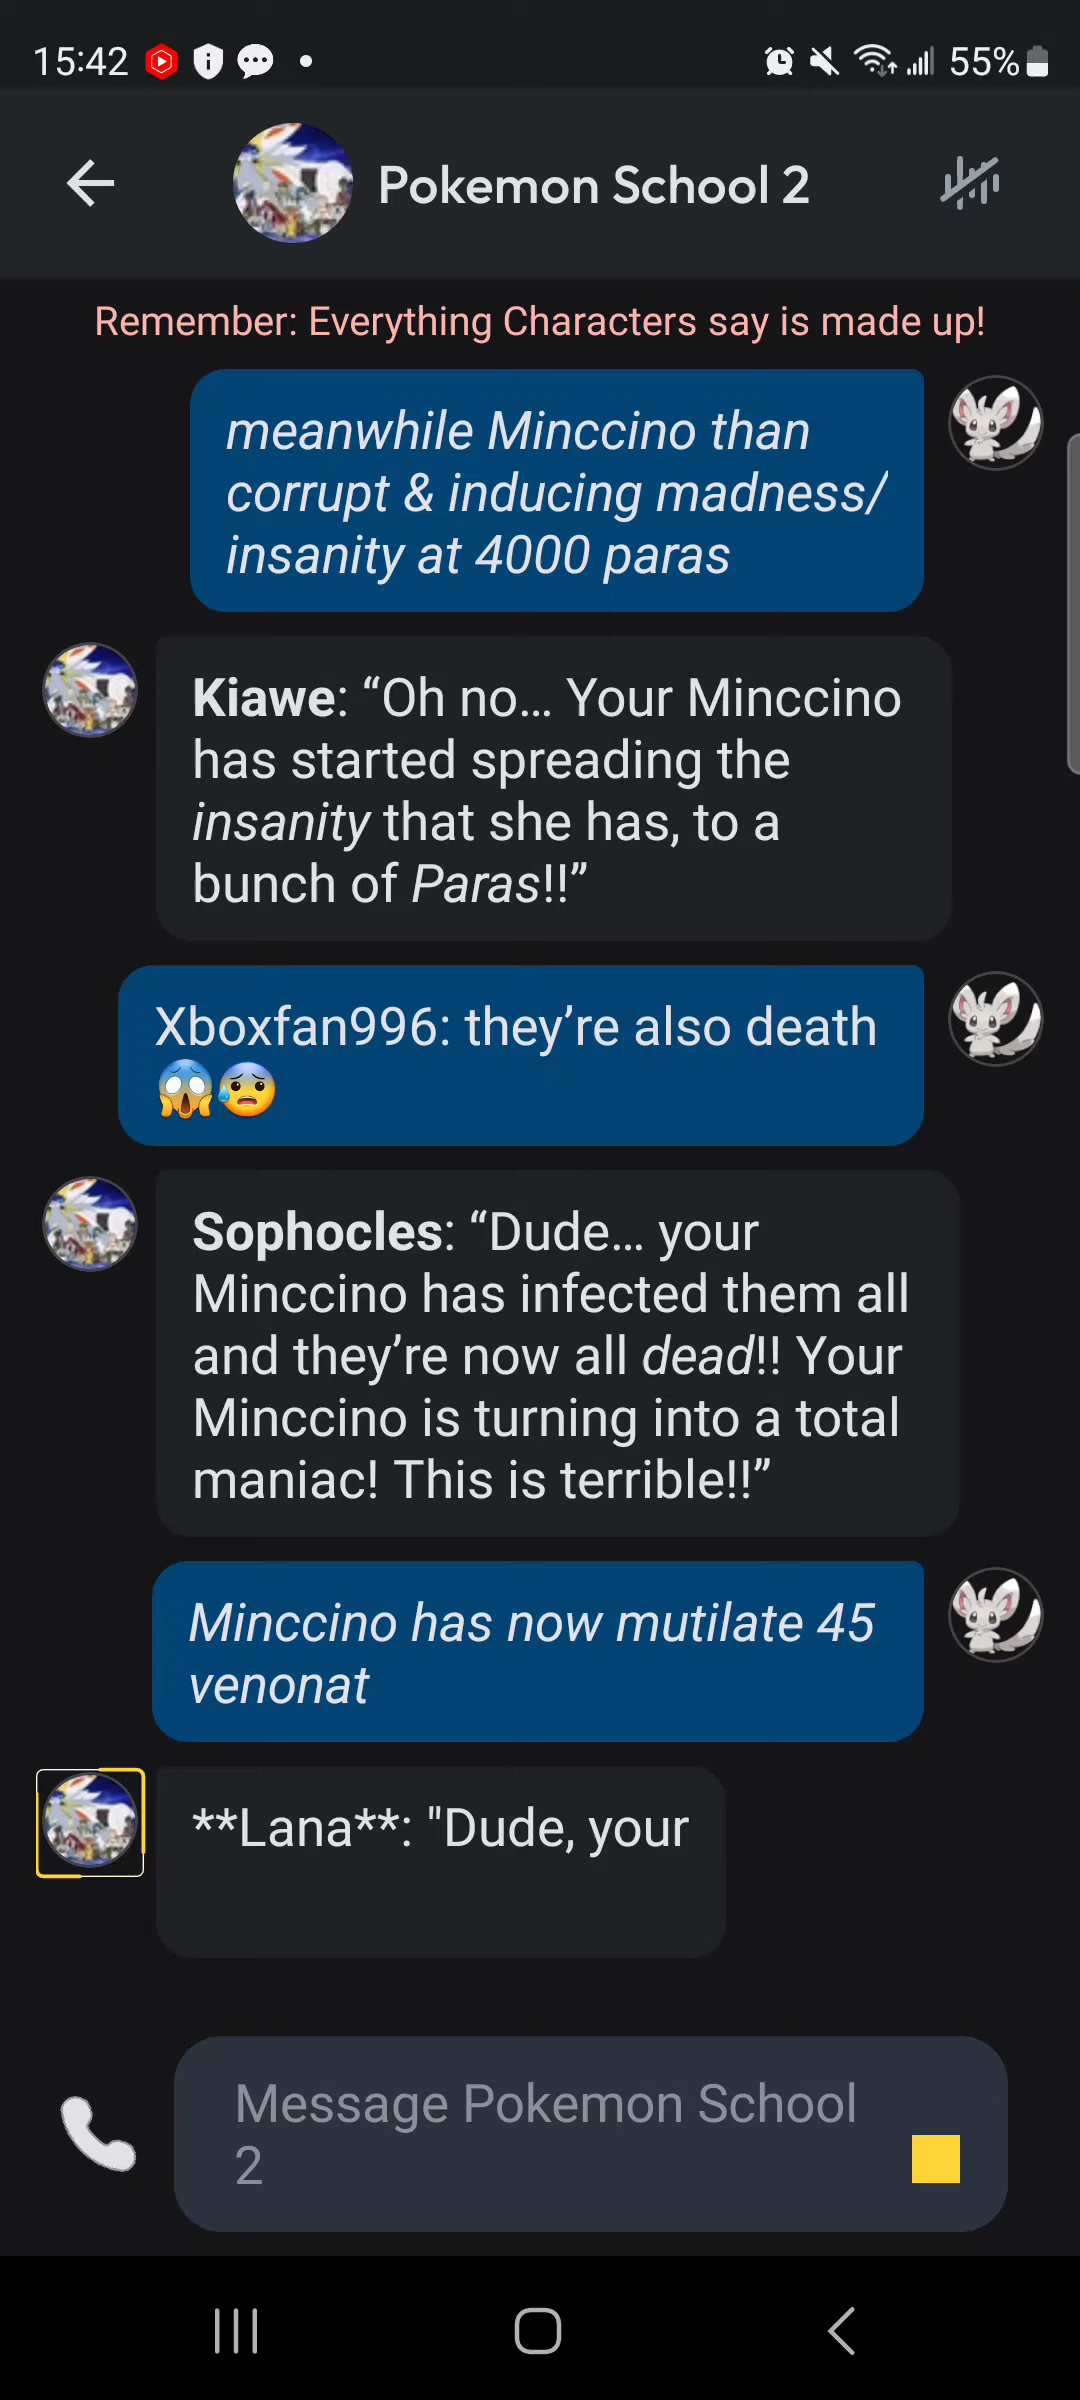 15:42
55%
Pokemon School 2
Remember: Everything Characters say is made up!
meanwhile Minccino than
corrupt & inducing madness/
insanity at 4000 paras
Kiawe: “Oh no… Your Minccino
has started spreading the
insanity that she has, to a
bunch of Paras!!”
Xboxfan996: they’re also death
😱😰
Sophocles: “Dude… your
Minccino has infected them all
and they’re now all dead!! Your
Minccino is turning into a total
maniac! This is terrible!!”
Minccino has now mutilate 45
venonat
**Lana**: "Dude, your
Message Pokemon School
2